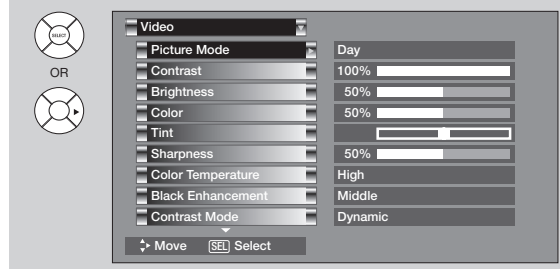 SELECT
OR
Video
Picture Mode Day
Contrast 100%
Brightness 50%
Color 50%
Tint
Sharpness 50%
Color Temperature High
Black Enhancement Middle
Contrast Mode Dynamic
Move SEL Select